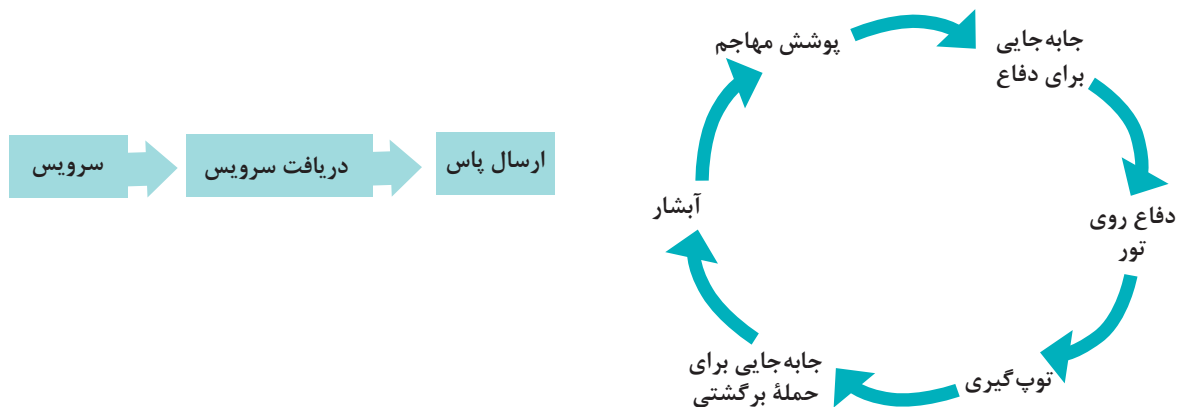 سرویس
دریافت سرویس
ارسال پاس
پوشش مهاجم
جابه‌جایی
برای دفاع
دفاع روی
تور
توپ‌گیری
جابه‌جایی برای
حملهٔ برگشتی
آبشار